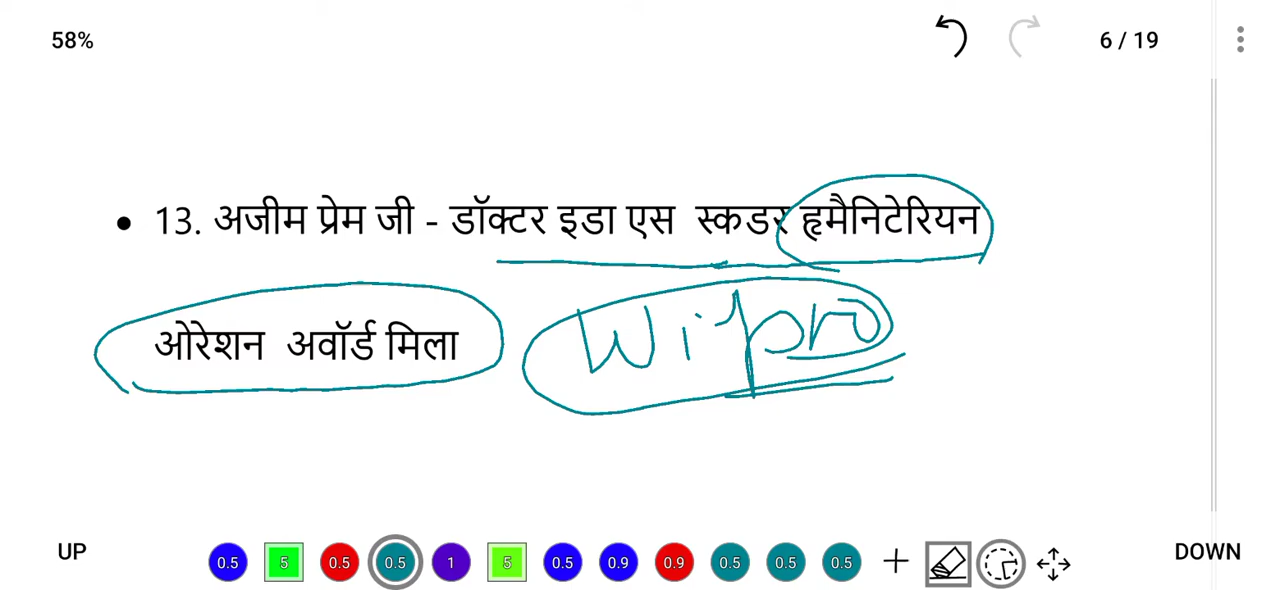 58%
6 / 19
• 13. अजीम प्रेम जी - डॉक्टर इडा एस स्कडर हृमैनिटेरियन
ओरेशन अवॉर्ड मिला
Wipro
0.5 5 0.5 0.5 1 5 0.5 0.9 0.9 0.5 0.5 0.5
UP
DOWN